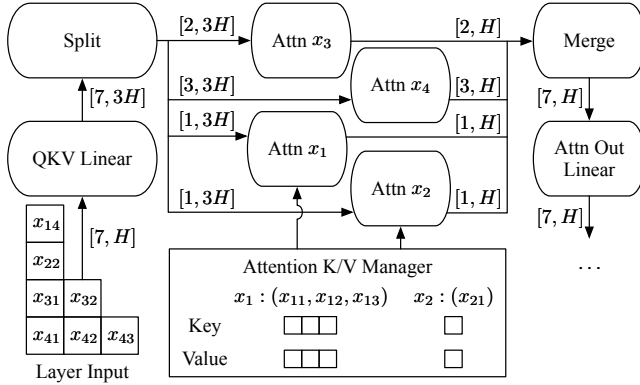 Split
[2, 3H]
Attn x₃
[2, H]
Merge
[3, 3H]
Attn x₄
[3, H]
[7, 3H]
[7, H]
[1, 3H]
Attn x₁
[1, H]
QKV Linear
Attn Out
Linear
[1, 3H]
Attn x₂
[1, H]
[7, H]
[7, H]
x₁₄
x₂₂
x₃₁ x₃₂
x₄₁ x₄₂ x₄₃
Layer Input
Attention K/V Manager
x₁ : (x₁₁, x₁₂, x₁₃) x₂ : (x₂₁)
Key
Value
...